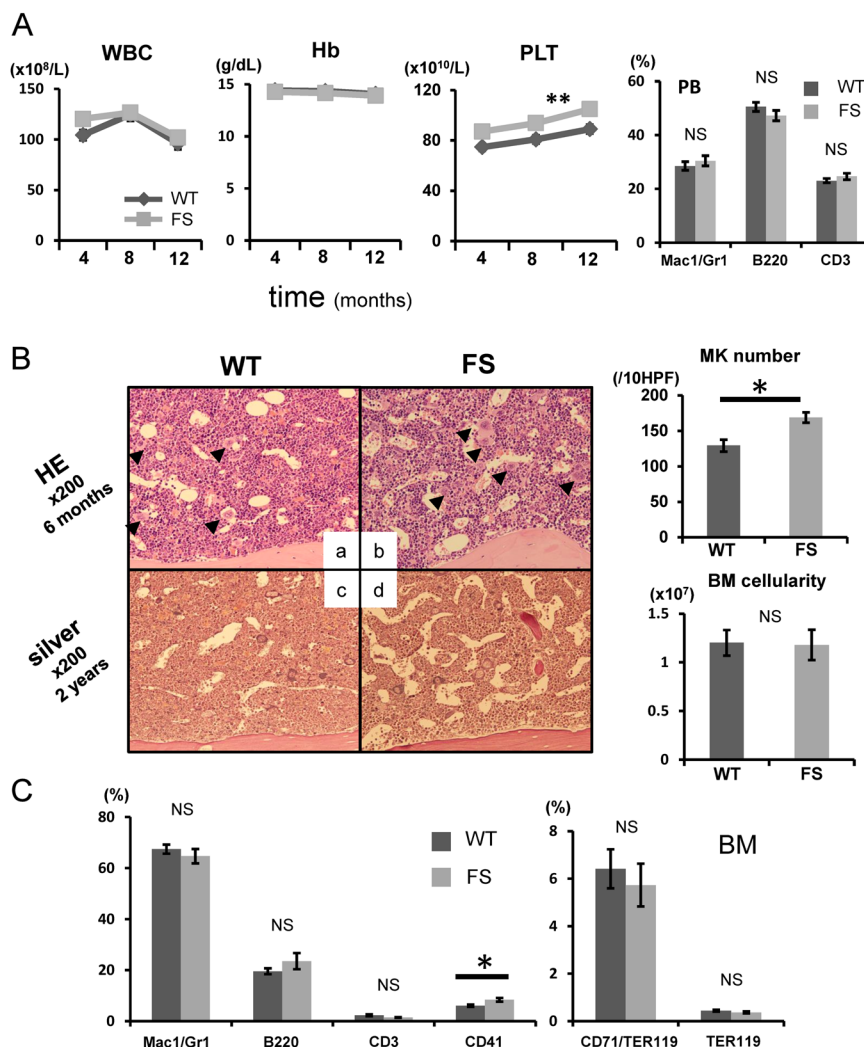 A
WBC
(x10⁸/L)
150
100
50
0
4 8 12
WT
FS
Hb
(g/dL)
15
10
5
0
4 8 12
PLT
(x10¹⁰/L)
120
80
40
0
**
4 8 12
time (months)
(%)
60
50
40
30
20
10
0
PB
NS
NS
NS
WT
FS
Mac1/Gr1 B220 CD3
B
WT FS
HE
x200
6 months
a b
c d
silver
x200
2 years
MK number
(/10HPF)
200
150
100
50
0
*
WT FS
BM cellularity
x10⁷
1.5
1
0.5
0
NS
WT FS
C
(%)
80
60
40
20
0
NS
NS
NS
*
WT
FS
Mac1/Gr1 B220 CD3 CD41
(%)
8
6
4
2
0
NS
NS
BM
CD71/TER119 TER119